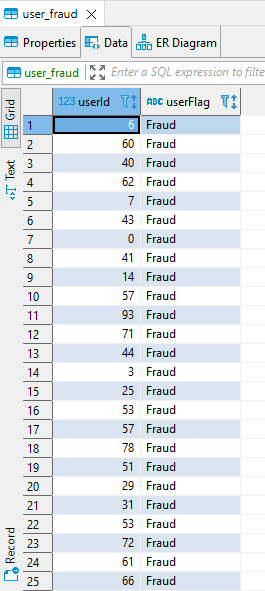 user_fraud
Properties Data ER Diagram
user_fraud Enter a SQL expression to filte
Grid
Text
Record
123 userId ABC userFlag
1 6 Fraud
2 60 Fraud
3 40 Fraud
4 62 Fraud
5 7 Fraud
6 43 Fraud
7 0 Fraud
8 41 Fraud
9 14 Fraud
10 57 Fraud
11 93 Fraud
12 71 Fraud
13 44 Fraud
14 3 Fraud
15 25 Fraud
16 53 Fraud
17 57 Fraud
18 78 Fraud
19 51 Fraud
20 29 Fraud
21 31 Fraud
22 53 Fraud
23 72 Fraud
24 61 Fraud
25 66 Fraud